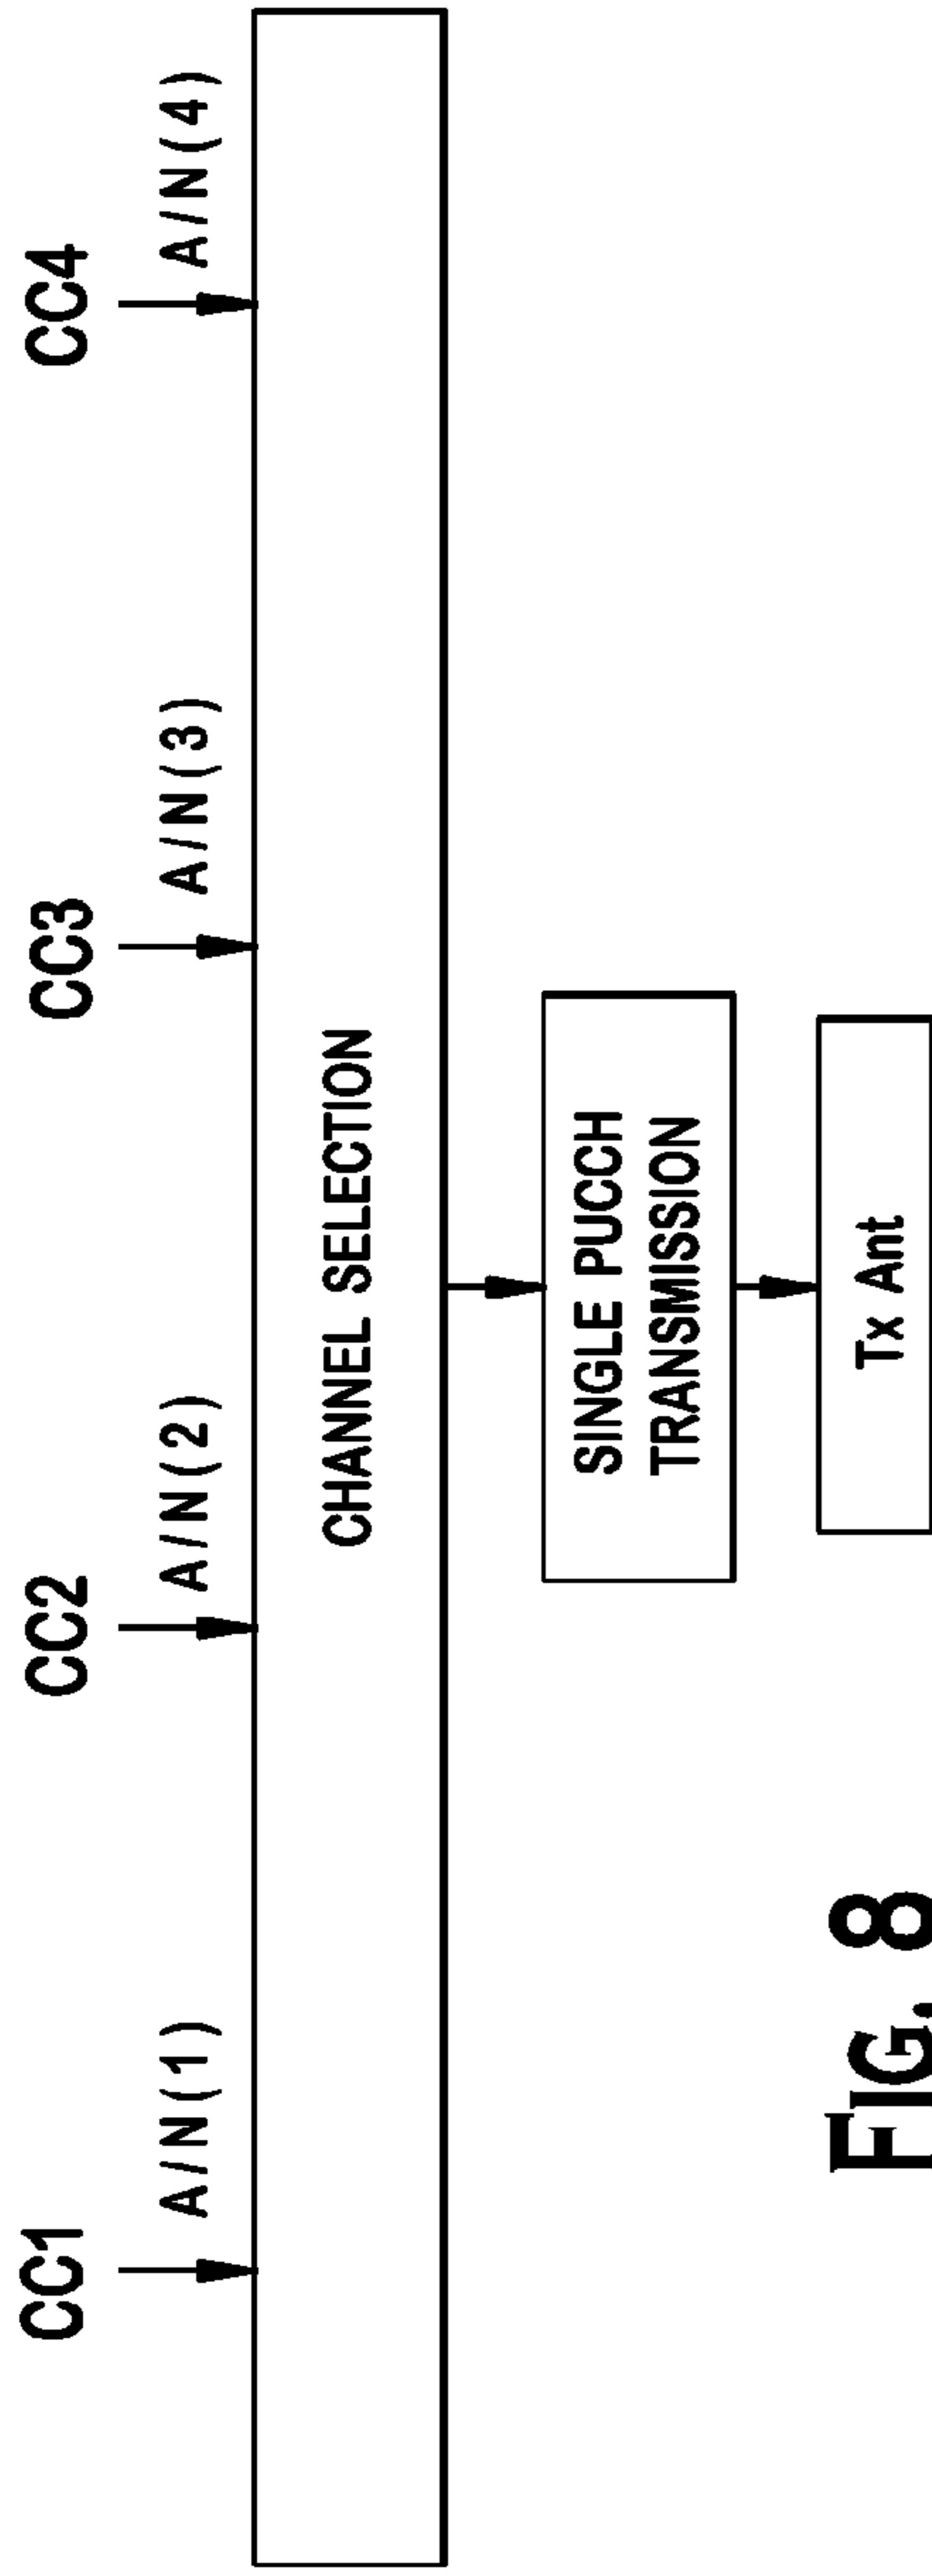 CC1
CC2
CC3
CC4
A/N(1)
A/N(2)
A/N(3)
A/N(4)
CHANNEL SELECTION
SINGLE PUCCH
TRANSMISSION
Tx Ant
FIG. 8